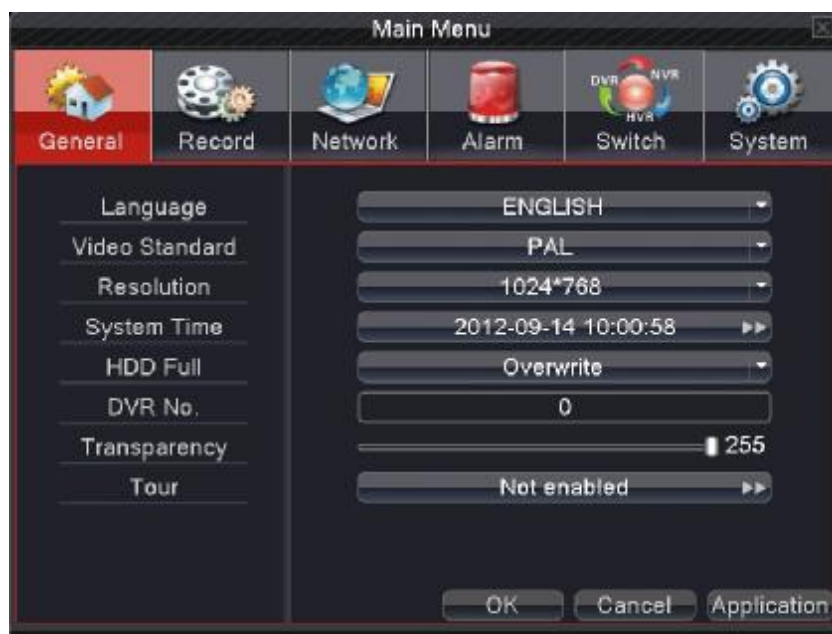 Main Menu
DVR NVR
HVR
General Record Network Alarm Switch System
Language ENGLISH
Video Standard PAL
Resolution 1024*768
System Time 2012-09-14 10:00:58
HDD Full Overwrite
DVR No. 0
Transparency 255
Tour Not enabled
OK Cancel Application